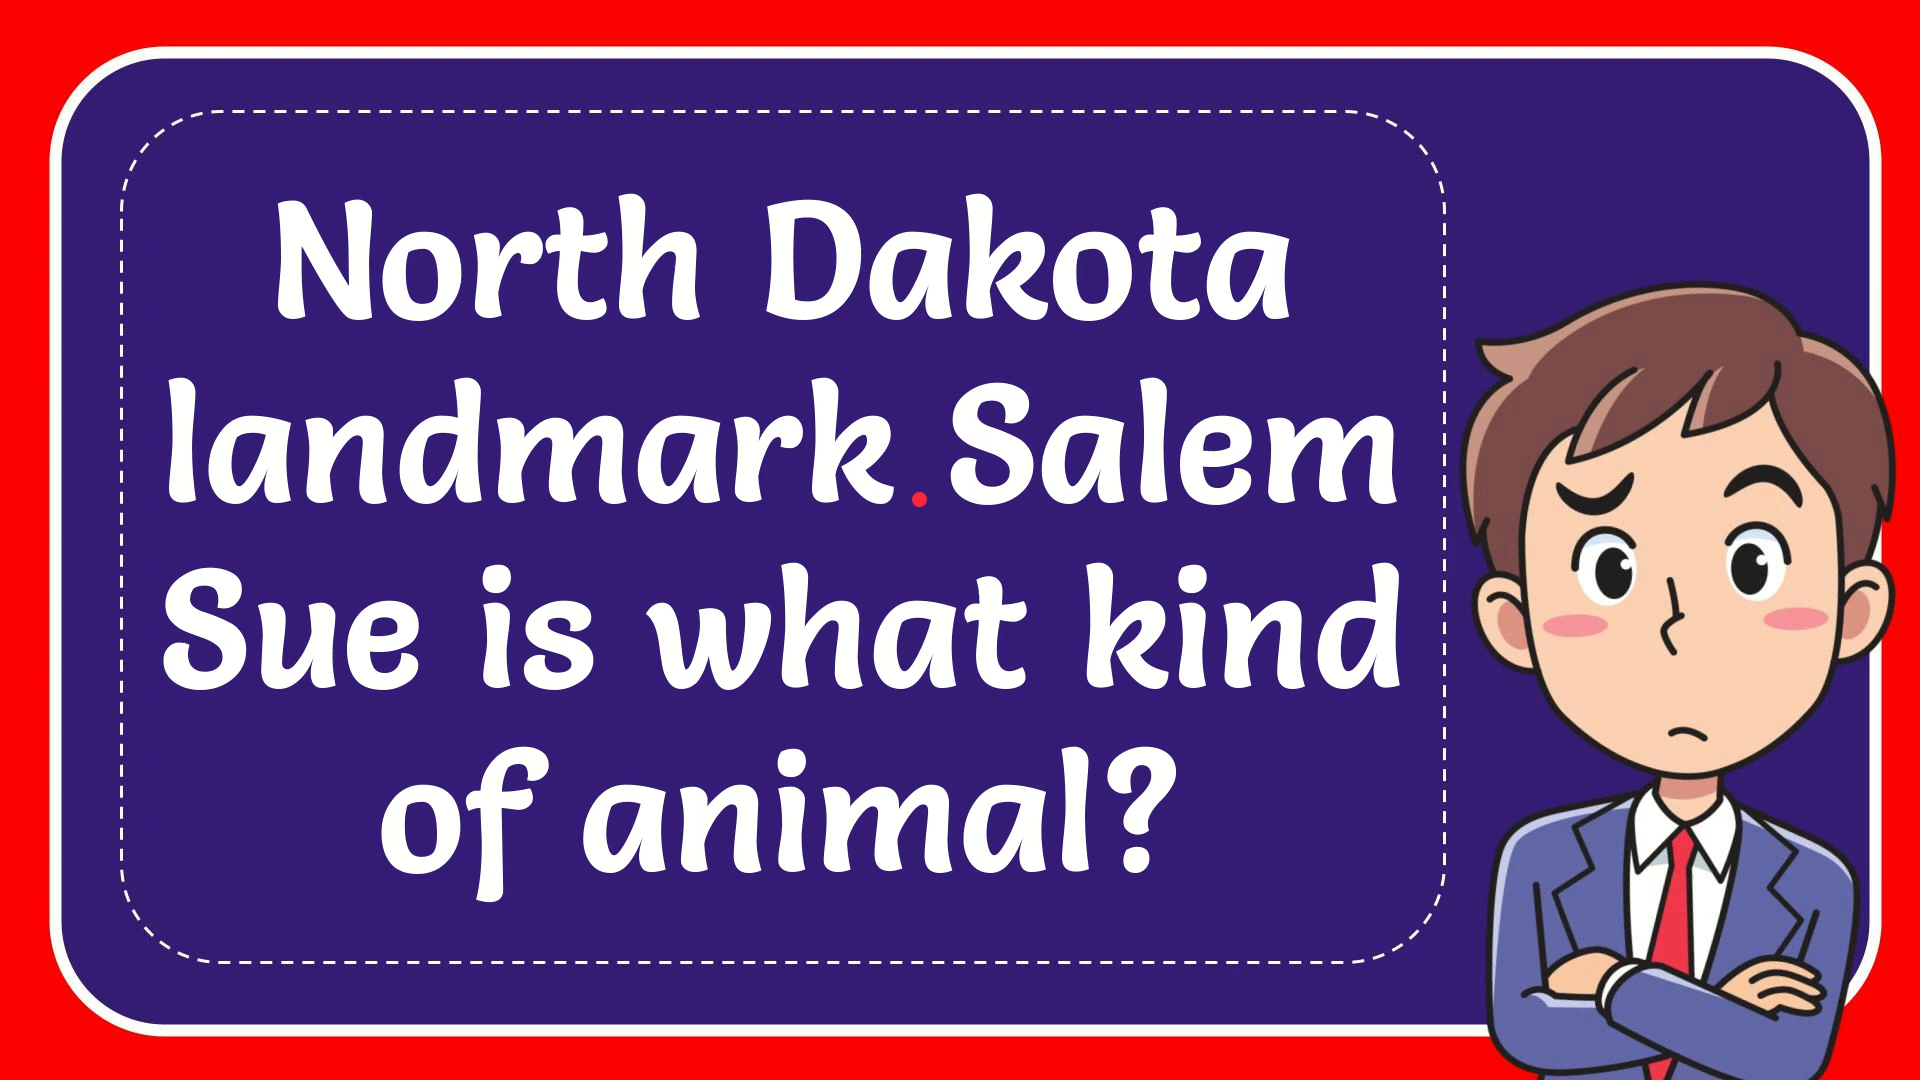 North Dakota
landmark Salem
Sue is what kind
of animal?